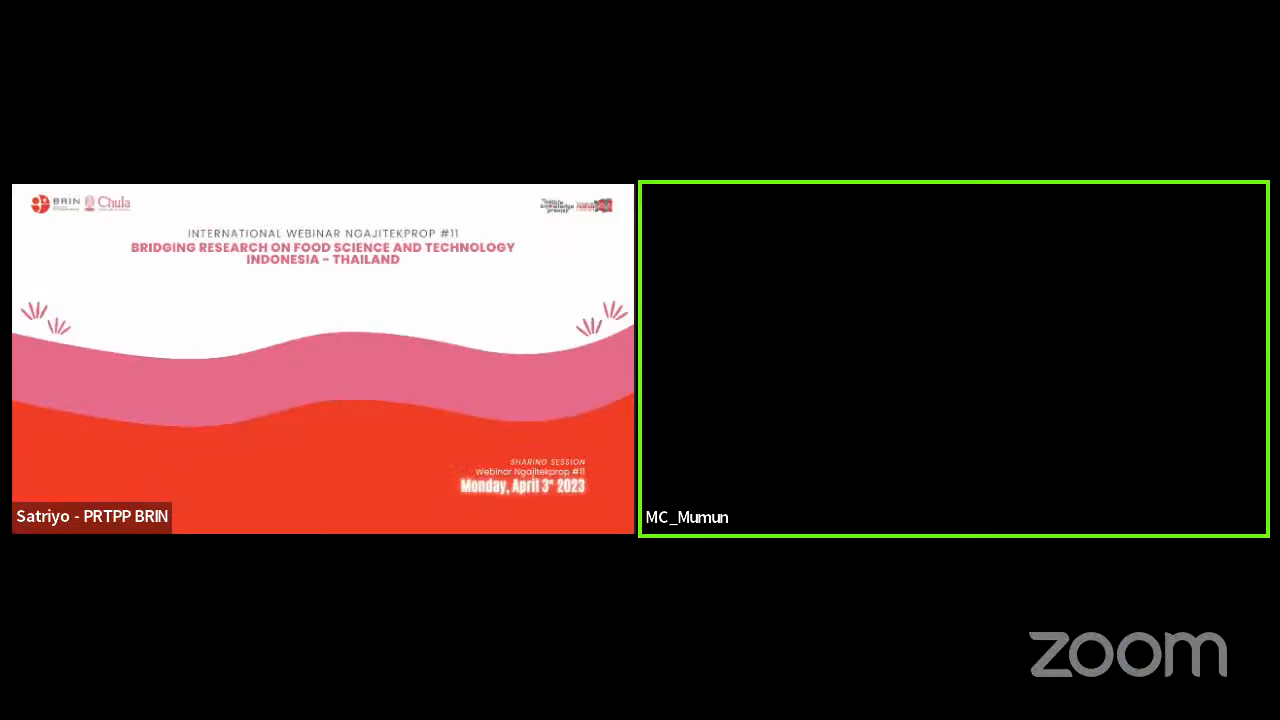 BRIN
Chula
INTERNATIONAL WEBINAR NGAJITEKPROP #11
BRIDGING RESEARCH ON FOOD SCIENCE AND TECHNOLOGY
INDONESIA - THAILAND
SHARING SESSION
Webinar Ngajitekprop #11
Monday, April 3rd 2023
Satriyo - PRTPP BRIN
MC_Mumun
zoom